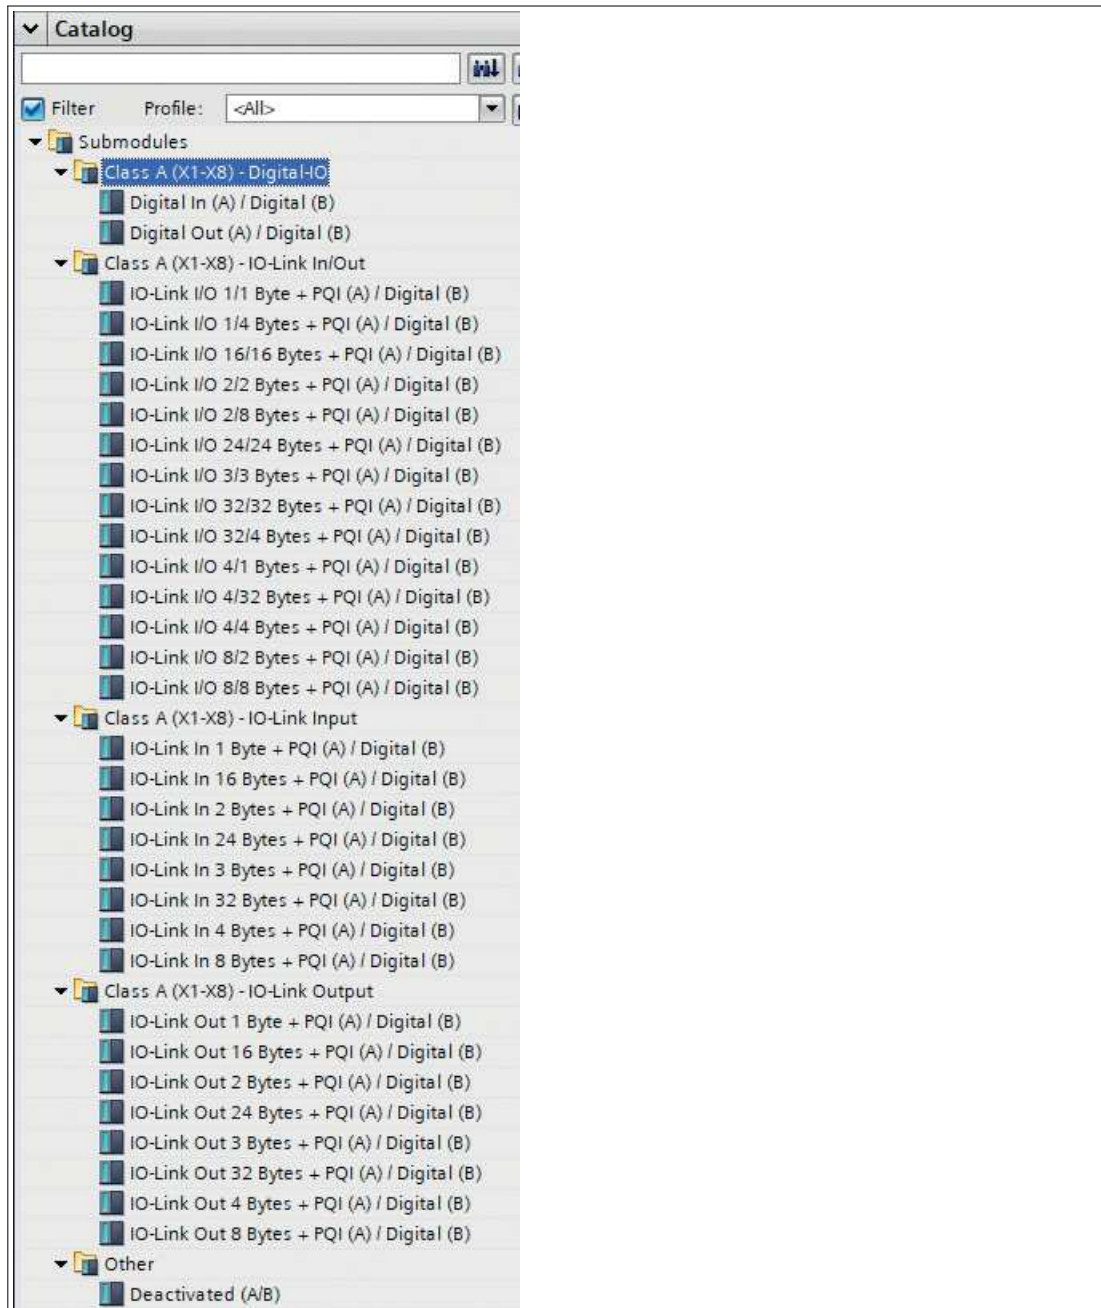 Catalog
Filter Profile: <All>
Submodules
Class A (X1-X8) - Digital-IO
Digital In (A) / Digital (B)
Digital Out (A) / Digital (B)
Class A (X1-X8) - IO-Link In/Out
IO-Link I/O 1/1 Byte + PQI (A) / Digital (B)
IO-Link I/O 1/4 Bytes + PQI (A) / Digital (B)
IO-Link I/O 16/16 Bytes + PQI (A) / Digital (B)
IO-Link I/O 2/2 Bytes + PQI (A) / Digital (B)
IO-Link I/O 2/8 Bytes + PQI (A) / Digital (B)
IO-Link I/O 24/24 Bytes + PQI (A) / Digital (B)
IO-Link I/O 3/3 Bytes + PQI (A) / Digital (B)
IO-Link I/O 32/32 Bytes + PQI (A) / Digital (B)
IO-Link I/O 32/4 Bytes + PQI (A) / Digital (B)
IO-Link I/O 4/1 Bytes + PQI (A) / Digital (B)
IO-Link I/O 4/32 Bytes + PQI (A) / Digital (B)
IO-Link I/O 4/4 Bytes + PQI (A) / Digital (B)
IO-Link I/O 8/2 Bytes + PQI (A) / Digital (B)
IO-Link I/O 8/8 Bytes + PQI (A) / Digital (B)
Class A (X1-X8) - IO-Link Input
IO-Link In 1 Byte + PQI (A) / Digital (B)
IO-Link In 16 Bytes + PQI (A) / Digital (B)
IO-Link In 2 Bytes + PQI (A) / Digital (B)
IO-Link In 24 Bytes + PQI (A) / Digital (B)
IO-Link In 3 Bytes + PQI (A) / Digital (B)
IO-Link In 32 Bytes + PQI (A) / Digital (B)
IO-Link In 4 Bytes + PQI (A) / Digital (B)
IO-Link In 8 Bytes + PQI (A) / Digital (B)
Class A (X1-X8) - IO-Link Output
IO-Link Out 1 Byte + PQI (A) / Digital (B)
IO-Link Out 16 Bytes + PQI (A) / Digital (B)
IO-Link Out 2 Bytes + PQI (A) / Digital (B)
IO-Link Out 24 Bytes + PQI (A) / Digital (B)
IO-Link Out 3 Bytes + PQI (A) / Digital (B)
IO-Link Out 32 Bytes + PQI (A) / Digital (B)
IO-Link Out 4 Bytes + PQI (A) / Digital (B)
IO-Link Out 8 Bytes + PQI (A) / Digital (B)
Other
Deactivated (A/B)